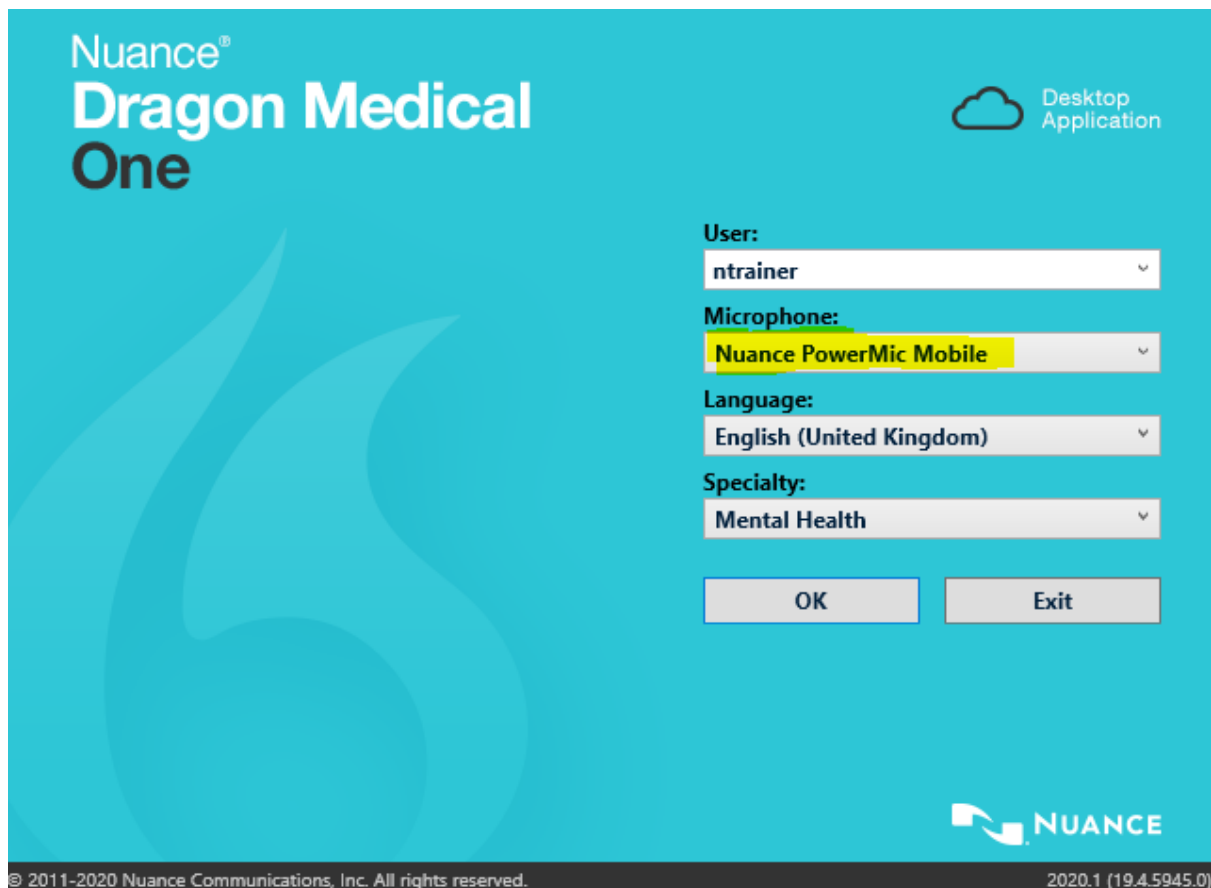 Nuance®
Dragon Medical
One
Desktop
Application
User:
ntrainer
Microphone:
Nuance PowerMic Mobile
Language:
English (United Kingdom)
Specialty:
Mental Health
OK
Exit
NUANCE
© 2011-2020 Nuance Communications, Inc. All rights reserved.
2020.1 (19.4.5945.0)